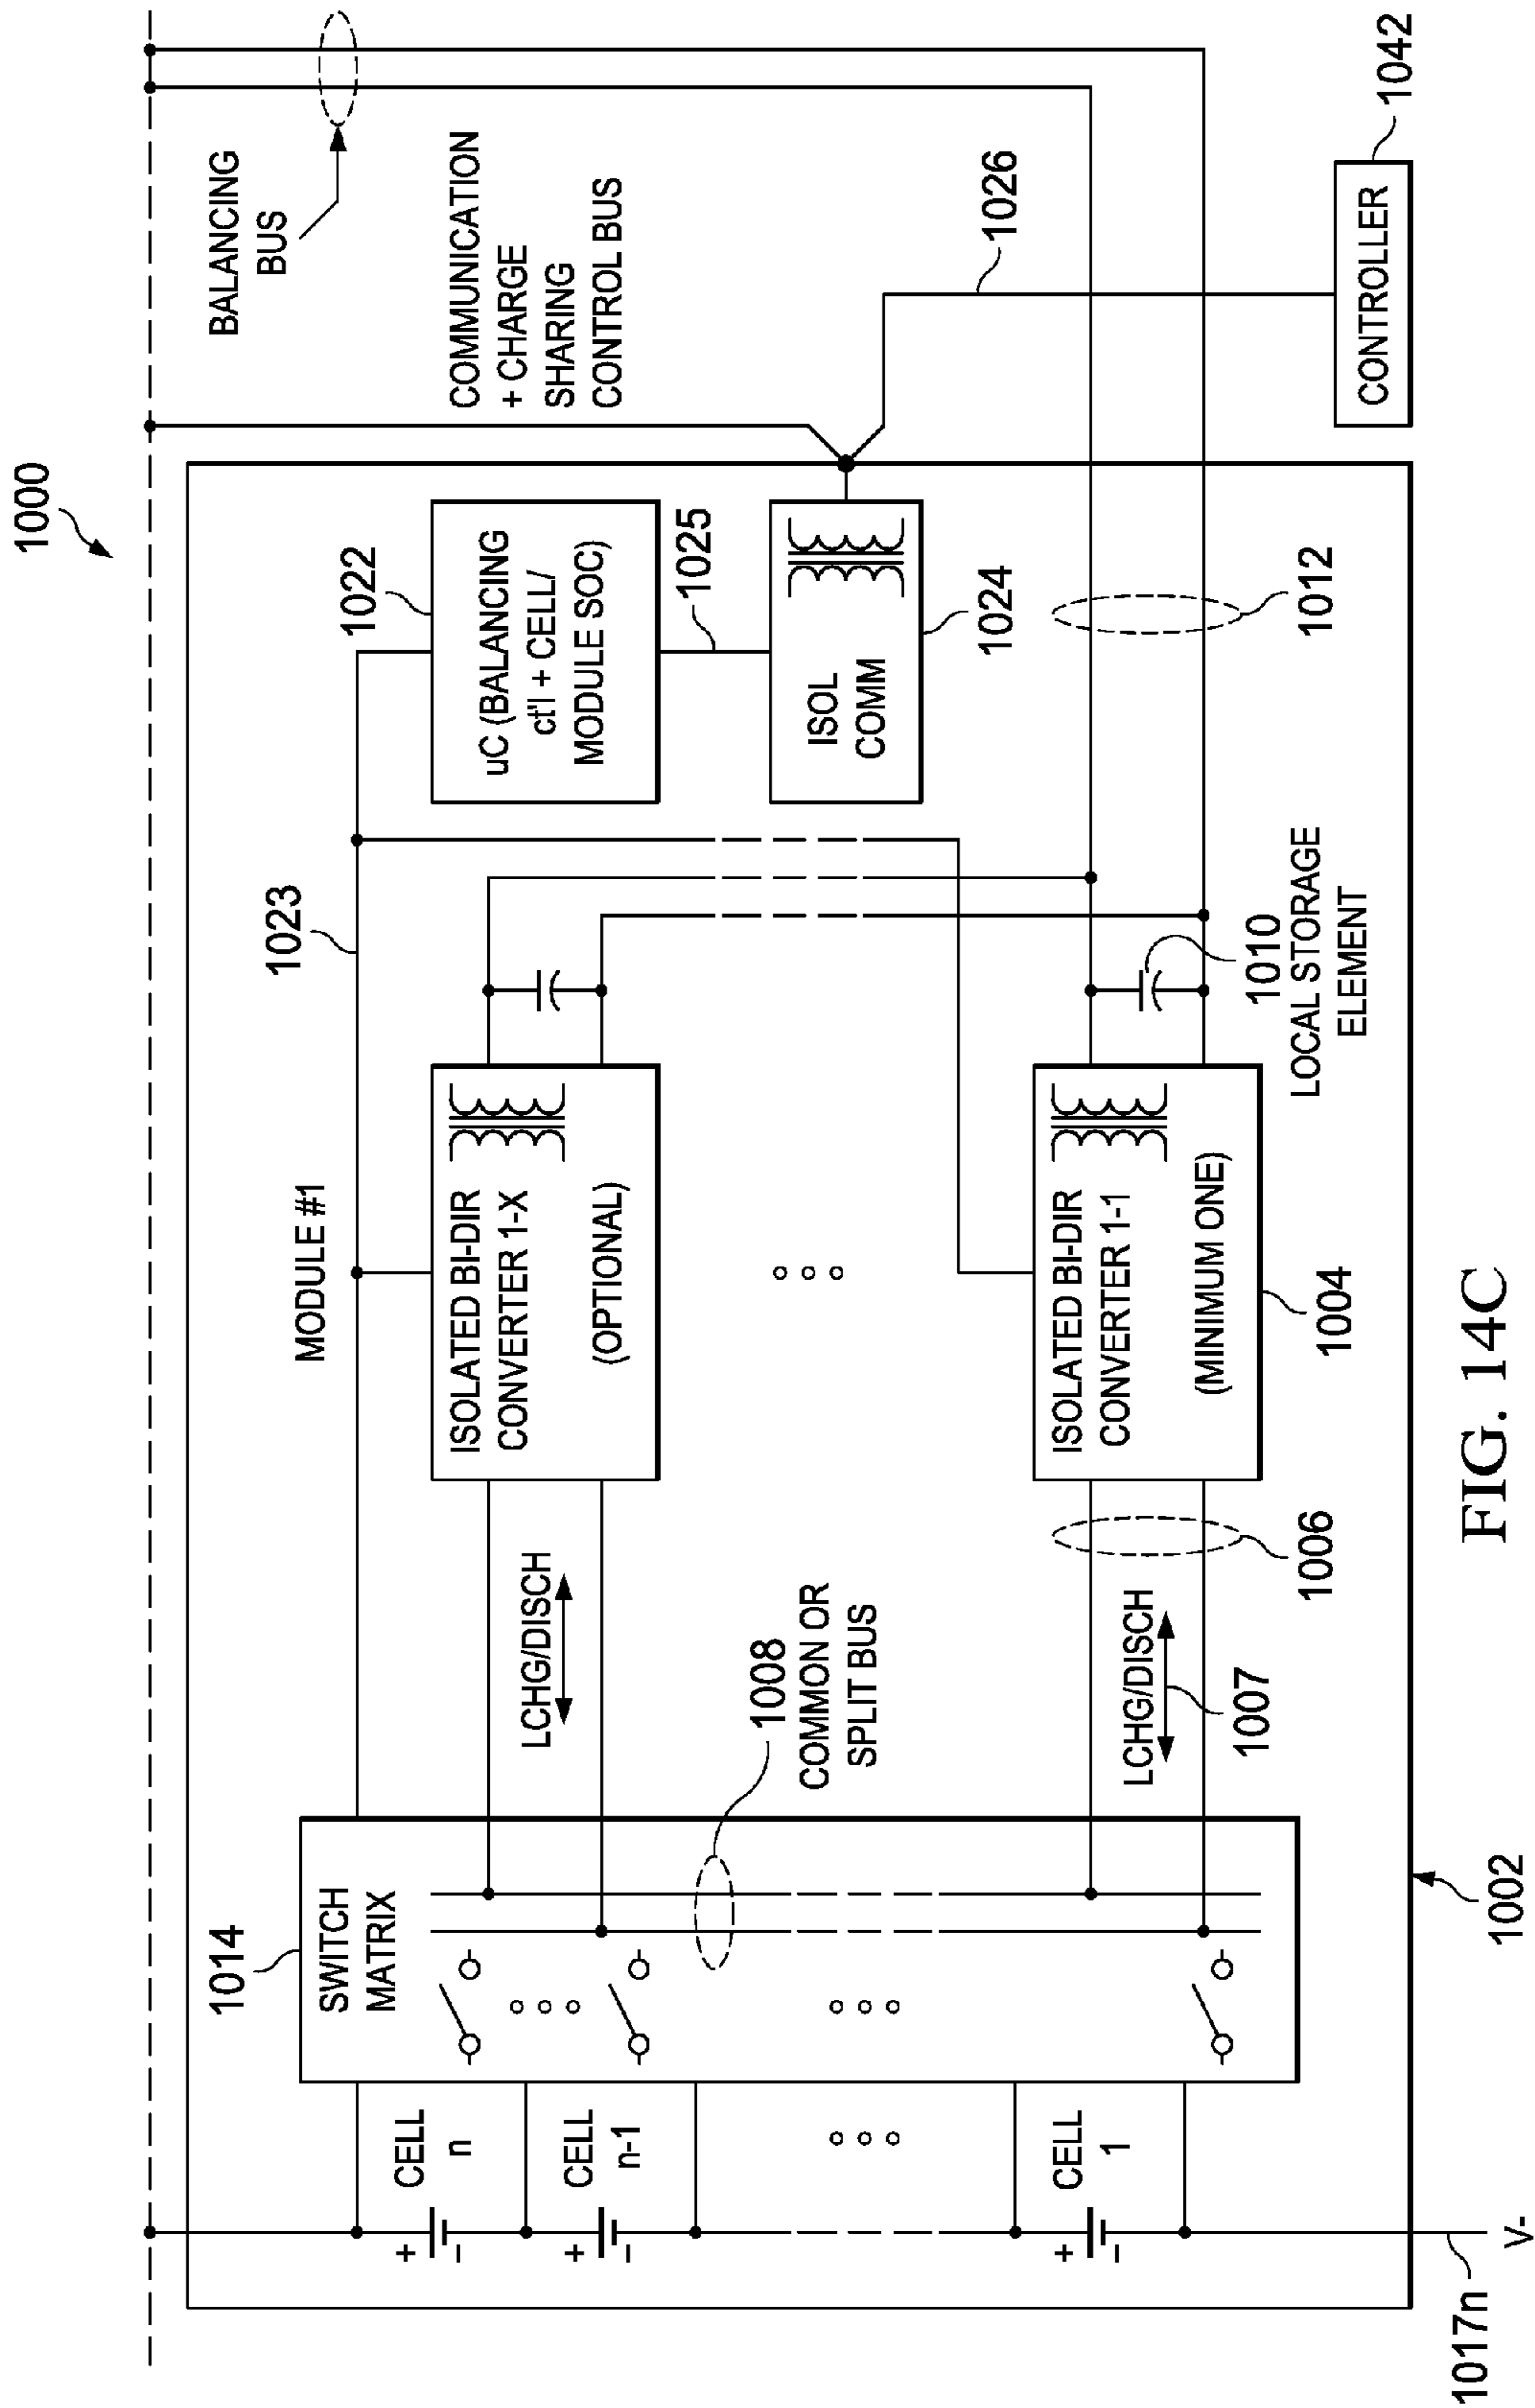 1000
BALANCING
BUS
COMMUNICATION
+ CHARGE
SHARING
CONTROL BUS
1026
1042
CONTROLLER
1022
uC (BALANCING
ct'l + CELL/
MODULE SOC)
1025
ISOL
COMM
1024
1012
1023
MODULE #1
ISOLATED BI-DIR
CONVERTER 1-X
(OPTIONAL)
ISOLATED BI-DIR
CONVERTER 1-1
(MINIMUM ONE)
1004
1010
LOCAL STORAGE
ELEMENT
LCHG/DISCH
LCHG/DISCH
1007
1006
1008
COMMON OR
SPLIT BUS
1014
SWITCH
MATRIX
CELL
n
+
–
CELL
n-1
+
–
CELL
1
+
–
1002
1017n
V-
FIG. 14C